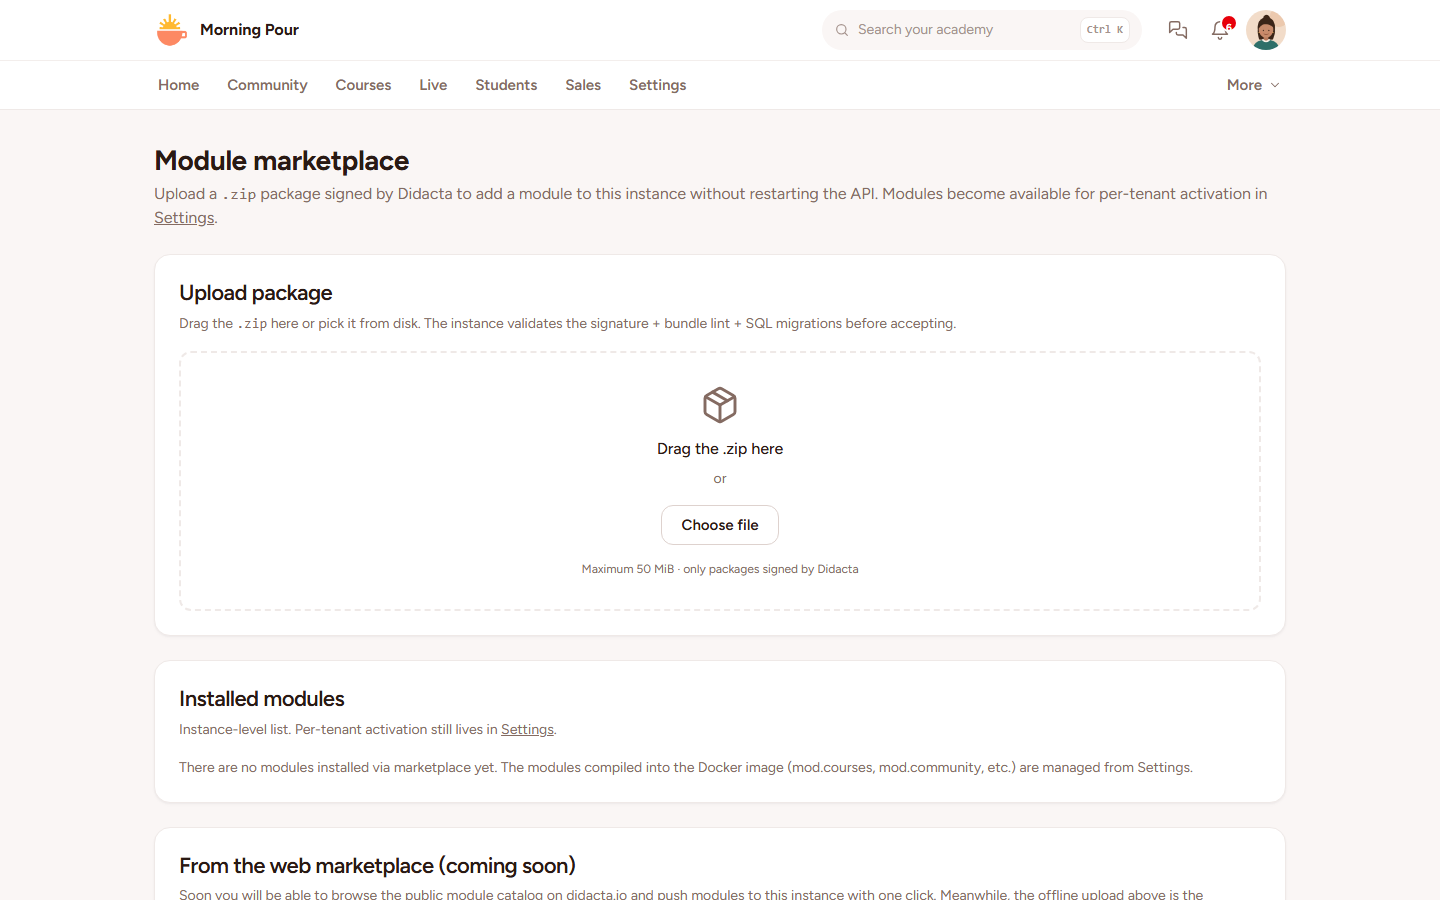 Morning Pour
Search your academy
Ctrl K
6
Home
Community
Courses
Live
Students
Sales
Settings
More
Module marketplace
Upload a .zip package signed by Didacta to add a module to this instance without restarting the API. Modules become available for per-tenant activation in
Settings.
Upload package
Drag the .zip here or pick it from disk. The instance validates the signature + bundle lint + SQL migrations before accepting.
Drag the .zip here
or
Choose file
Maximum 50 MiB · only packages signed by Didacta
Installed modules
Instance-level list. Per-tenant activation still lives in Settings.
There are no modules installed via marketplace yet. The modules compiled into the Docker image (mod.courses, mod.community, etc.) are managed from Settings.
From the web marketplace (coming soon)
Soon you will be able to browse the public module catalog on didacta.io and push modules to this instance with one click. Meanwhile, the offline upload above is the